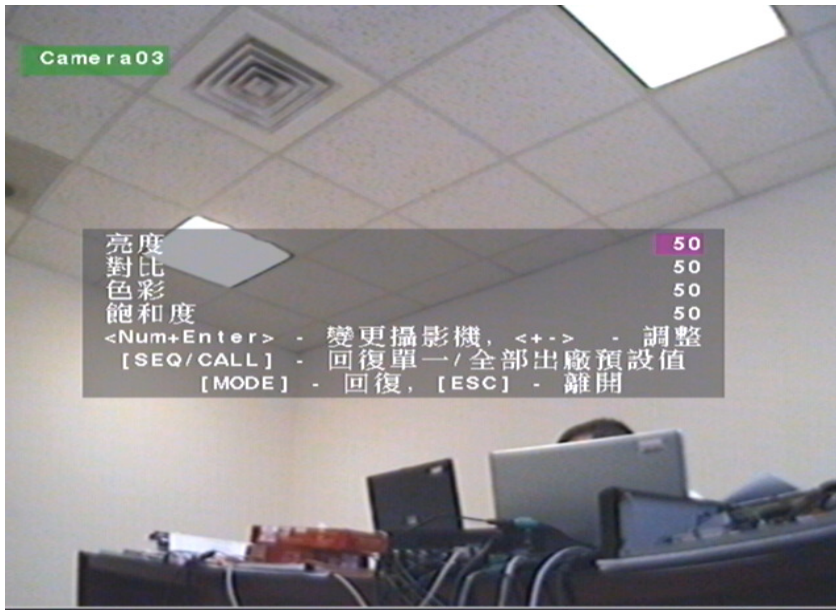 Camera03
亮度 50
對比 50
色彩 50
飽和度 50
<Num+Enter> - 變更攝影機, <+-> - 調整
[SEQ/CALL] - 回復單一/全部出廠預設值
[MODE] - 回復, [ESC] - 離開